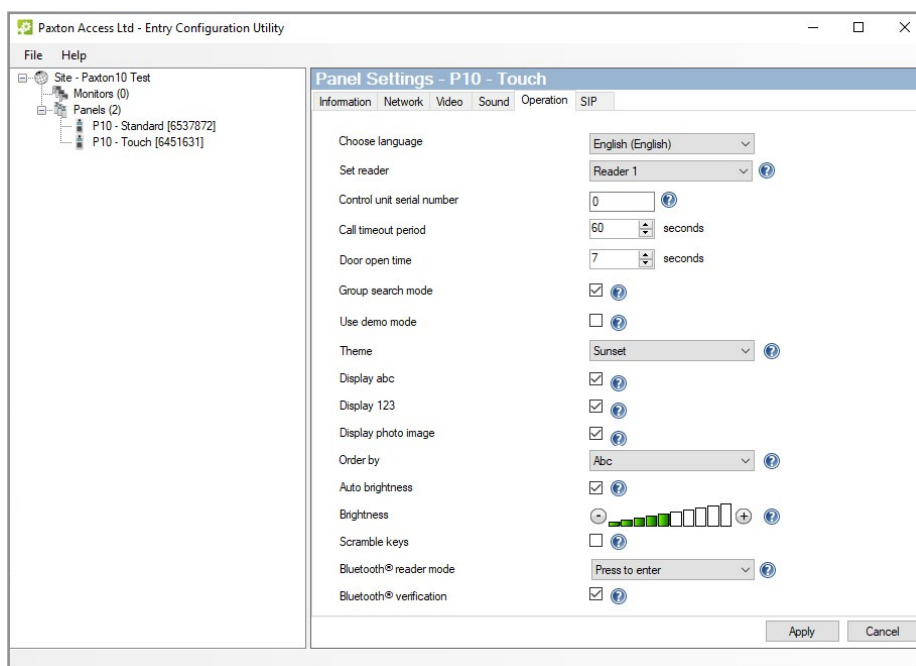 Paxton Access Ltd - Entry Configuration Utility
File Help
Site - Paxton10 Test
Monitors (0)
Panels (2)
P10 - Standard [6537872]
P10 - Touch [6451631]
Panel Settings - P10 - Touch
Information Network Video Sound Operation SIP
Choose language English (English)
Set reader Reader 1 ?
Control unit serial number 0 ?
Call timeout period 60 seconds
Door open time 7 seconds
Group search mode ?
Use demo mode ?
Theme Sunset ?
Display abc ?
Display 123 ?
Display photo image ?
Order by Abc ?
Auto brightness ?
Brightness - + ?
Scramble keys ?
Bluetooth® reader mode Press to enter ?
Bluetooth® verification ?
Apply Cancel